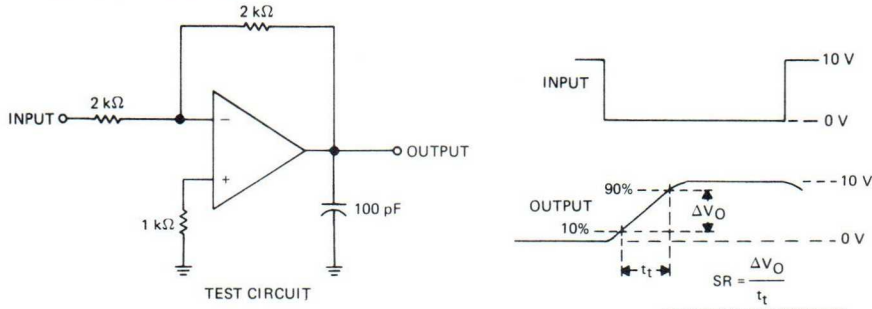 2 kΩ
2 kΩ
INPUT
−
OUTPUT
+
100 pF
1 kΩ
TEST CIRCUIT
10 V
INPUT
0 V
90%
10 V
ΔVO
OUTPUT
10%
0 V
tt
SR = ΔVO
tt